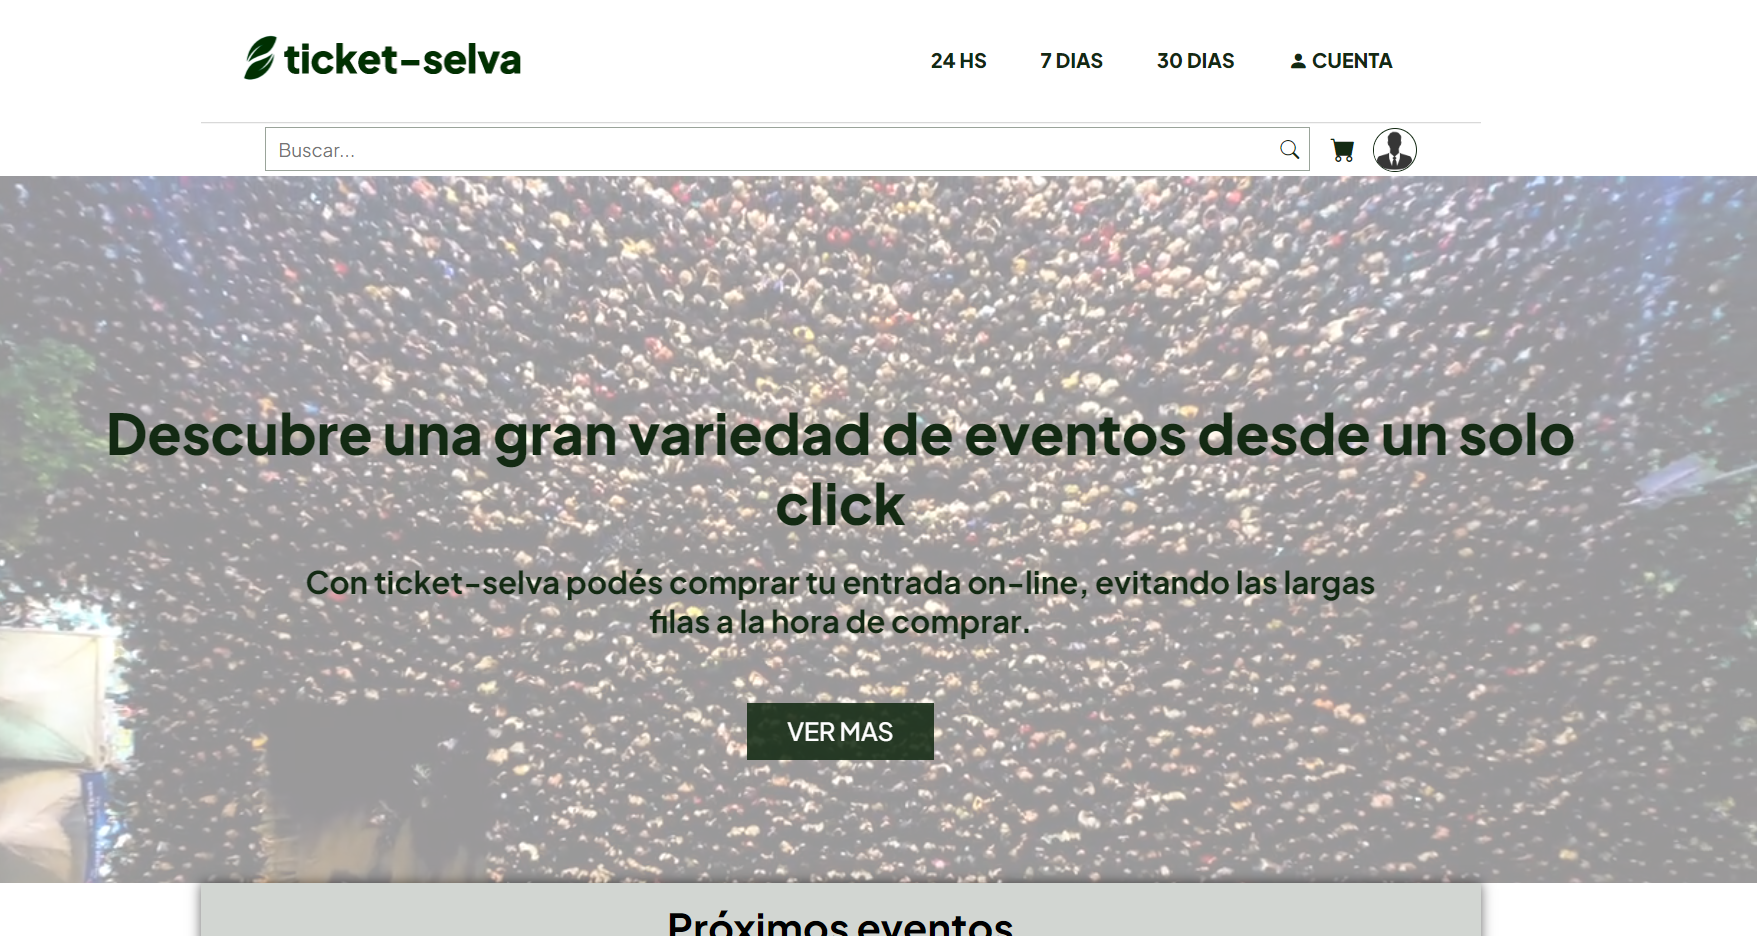 ticket-selva
24 HS
7 DIAS
30 DIAS
CUENTA
Buscar...
Descubre una gran variedad de eventos desde un solo
click
Con ticket-selva podés comprar tu entrada on-line, evitando las largas
filas a la hora de comprar.
VER MAS
Próximos eventos